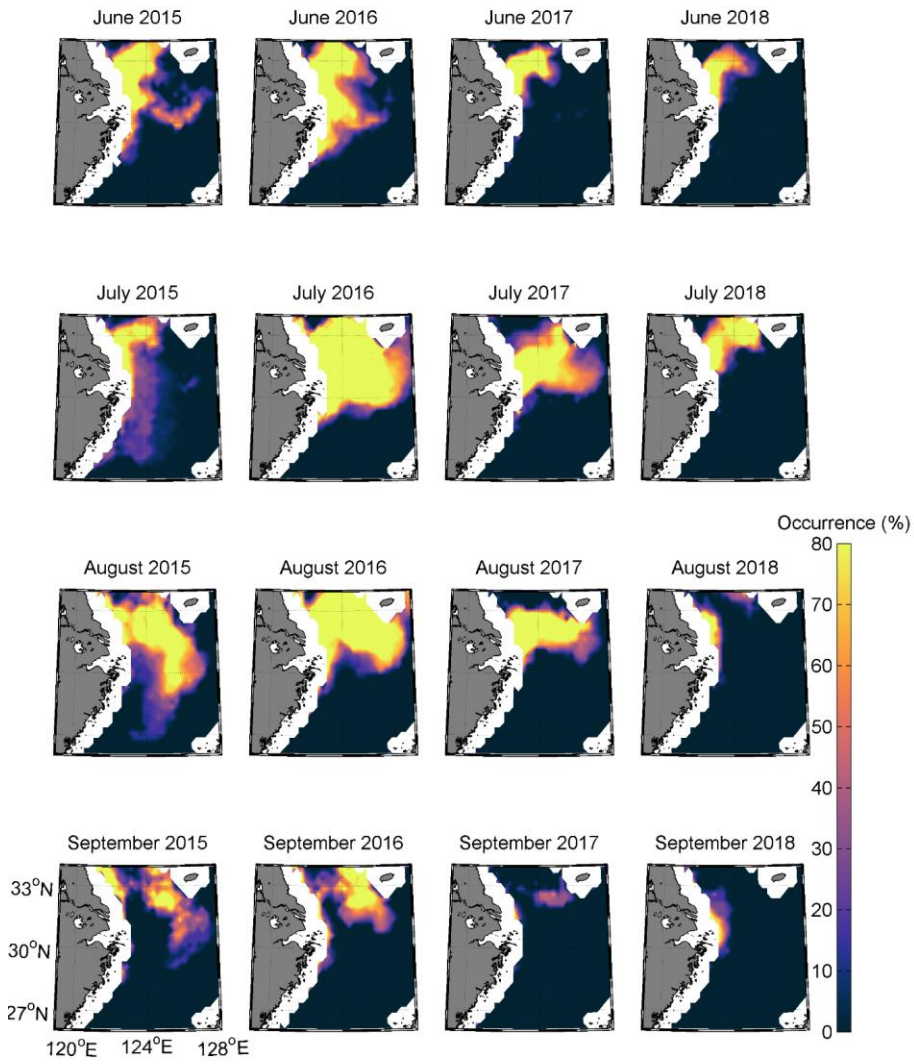 June 2015 June 2016 June 2017 June 2018
July 2015 July 2016 July 2017 July 2018
Occurrence (%)
80
August 2015 August 2016 August 2017 August 2018
70
60
50
40
30
September 2015 September 2016 September 2017 September 2018
33°N
20
30°N
10
27°N
0
120°E 124°E 128°E